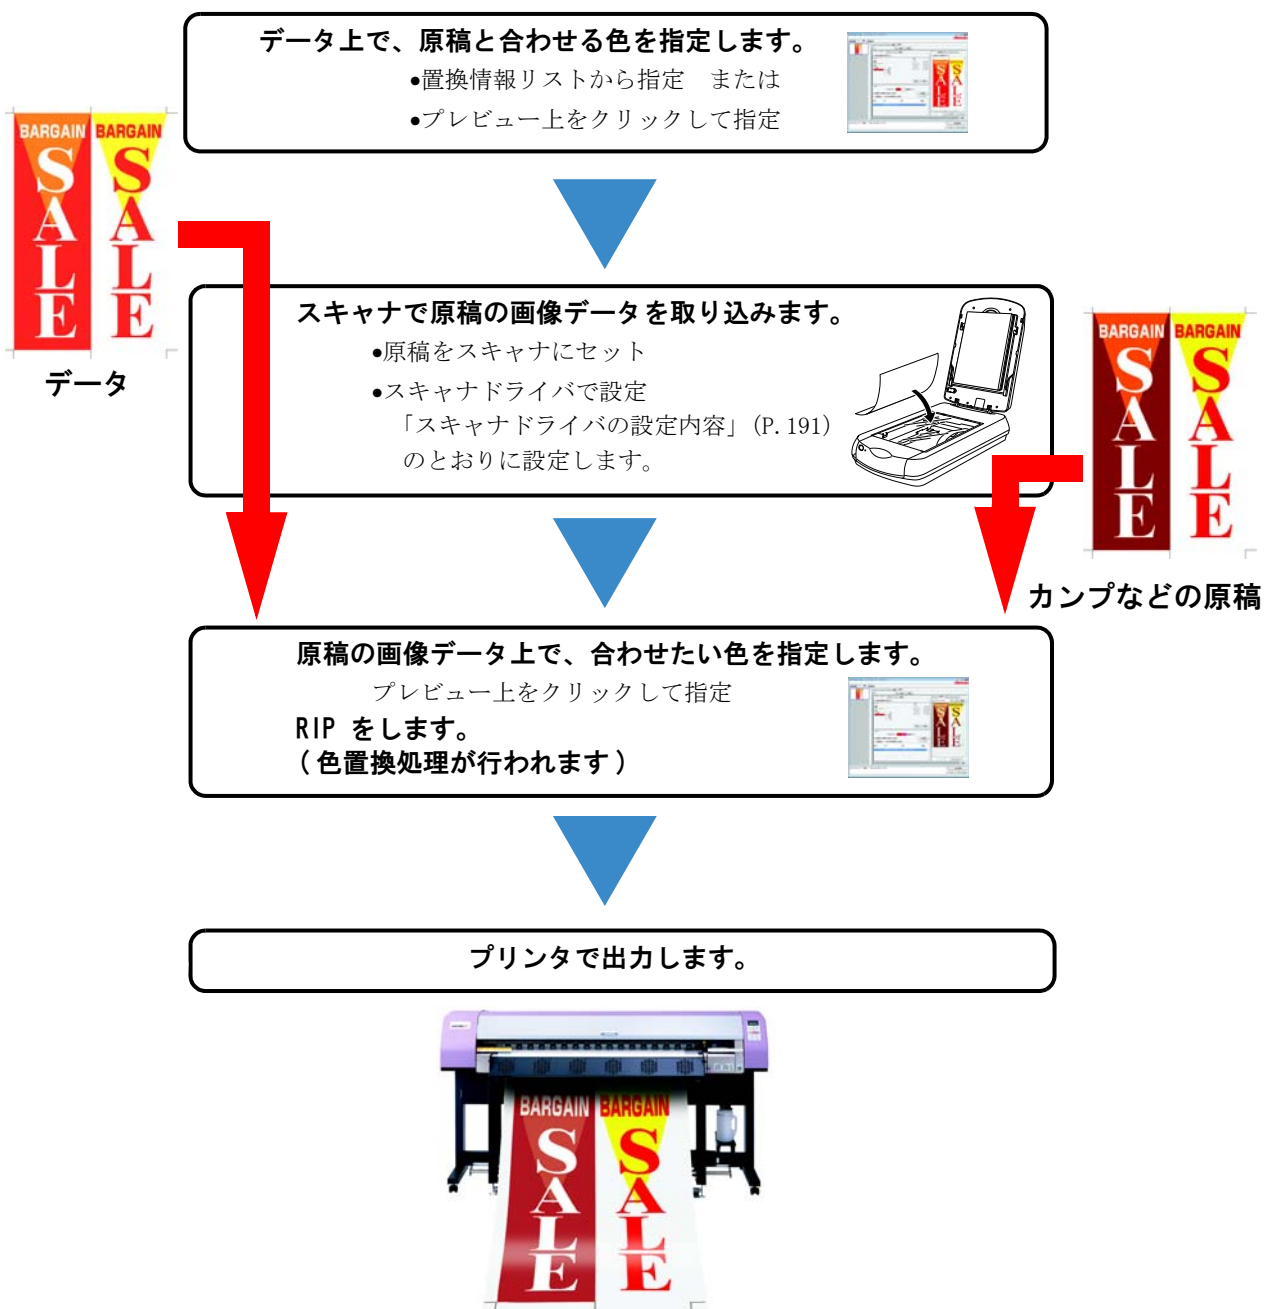 データ上で、原稿と合わせる色を指定します。
●置換情報リストから指定　または
●プレビュー上をクリックして指定
BARGAIN BARGAIN
SALE SALE
データ
スキャナで原稿の画像データを取り込みます。
●原稿をスキャナにセット
●スキャナドライバで設定
「スキャナドライバの設定内容」(P.191)
のとおりに設定します。
BARGAIN BARGAIN
SALE SALE
カンプなどの原稿
原稿の画像データ上で、合わせたい色を指定します。
プレビュー上をクリックして指定
RIP をします。
(色置換処理が行われます)
プリンタで出力します。
BARGAIN BARGAIN
SALE SALE